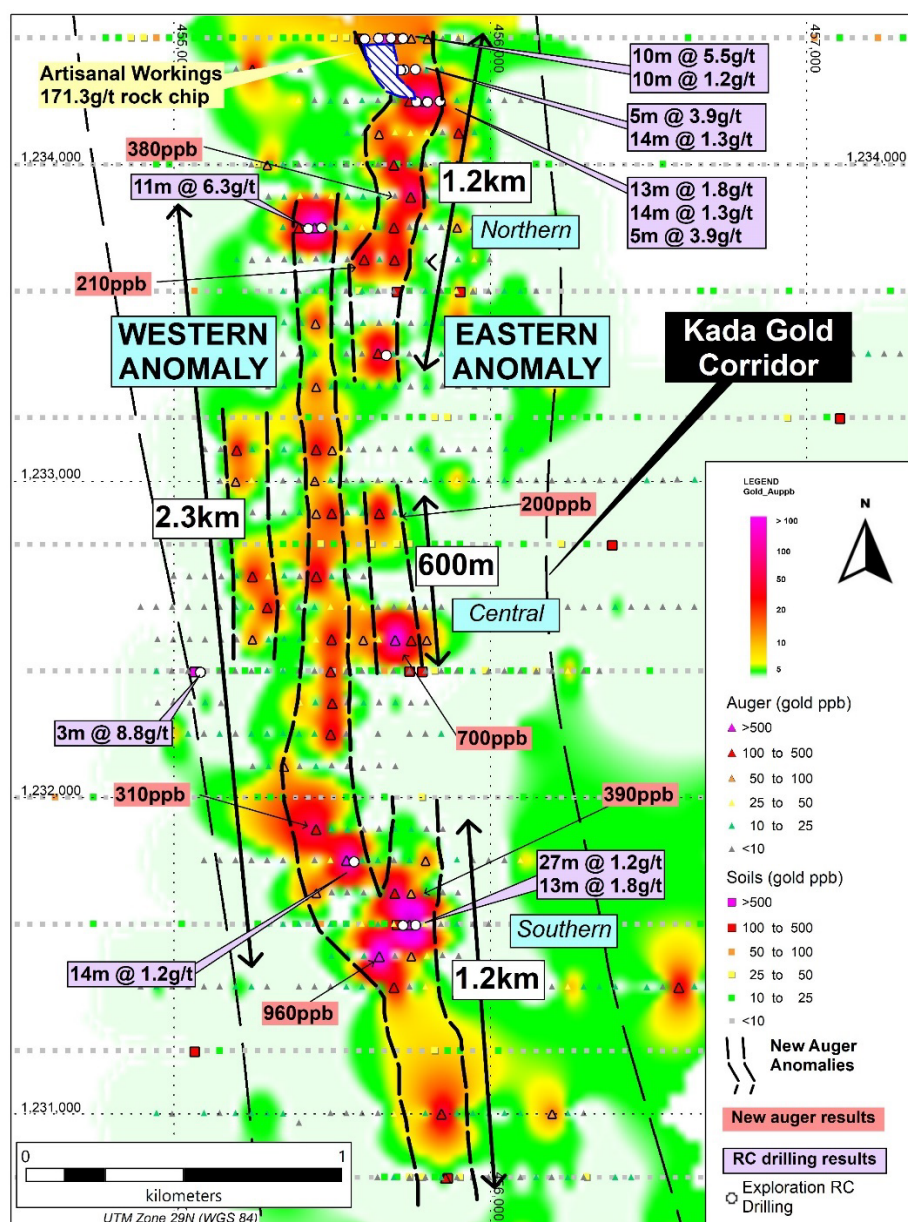 455,000
456,000
457,000
Artisanal Workings
171.3g/t rock chip
10m @ 5.5g/t
10m @ 1.2g/t
5m @ 3.9g/t
14m @ 1.3g/t
1,234,000
1,234,000
380ppb
11m @ 6.3g/t
1.2km
13m @ 1.8g/t
14m @ 1.3g/t
5m @ 3.9g/t
Northern
210ppb
WESTERN
ANOMALY
EASTERN
ANOMALY
Kada Gold
Corridor
1,233,000
2.3km
200ppb
600m
Central
3m @ 8.8g/t
700ppb
1,232,000
310ppb
390ppb
27m @ 1.2g/t
13m @ 1.8g/t
Southern
14m @ 1.2g/t
1.2km
960ppb
1,231,000
456,000
0 1
kilometers
UTM Zone 29N (WGS 84)
LEGEND
Gold_Auppb
> 100
100
50
20
10
5
N
Auger (gold ppb)
>500
100 to 500
50 to 100
25 to 50
10 to 25
<10
Soils (gold ppb)
>500
100 to 500
50 to 100
25 to 50
10 to 25
<10
New Auger
Anomalies
New auger results
RC drilling results
Exploration RC
Drilling